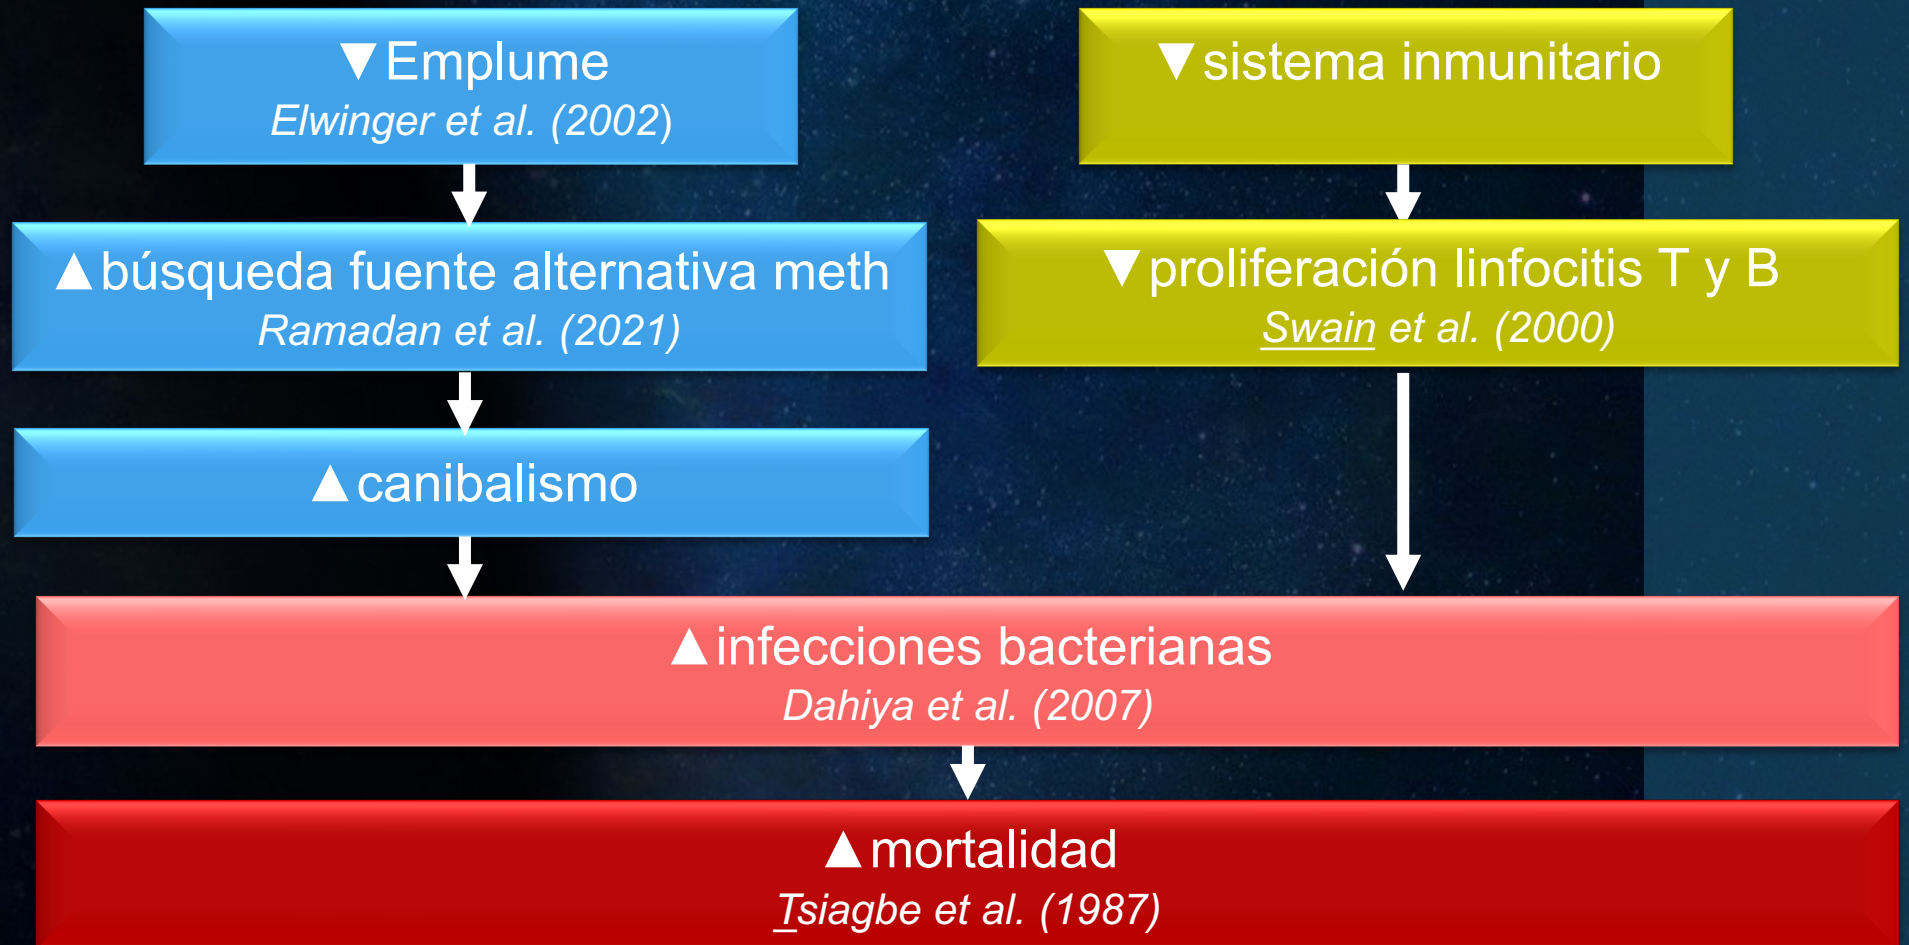 ▼Emplume
Elwinger et al. (2002)
▲búsqueda fuente alternativa meth
Ramadan et al. (2021)
▲canibalismo
▼sistema inmunitario
▼proliferación linfocitis T y B
Swain et al. (2000)
▲infecciones bacterianas
Dahiya et al. (2007)
▲mortalidad
Tsiagbe et al. (1987)